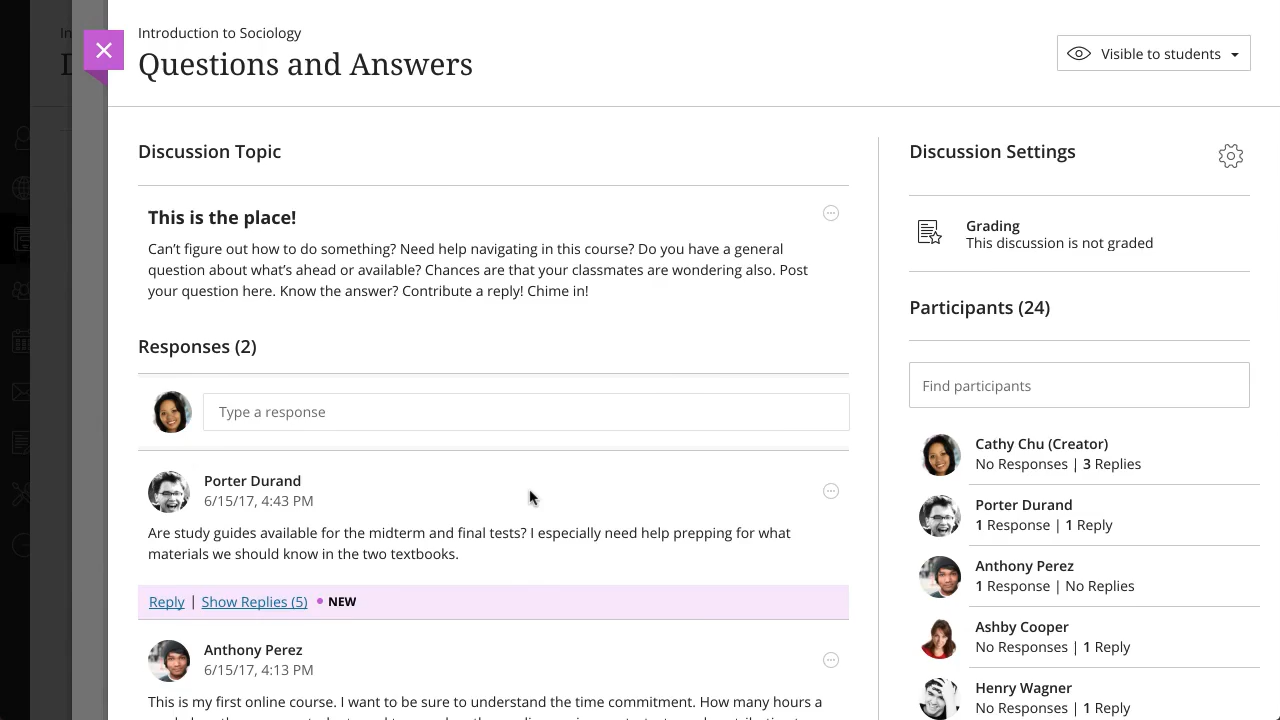 Introduction to Sociology
Questions and Answers
Visible to students
Discussion Topic
This is the place!
Can't figure out how to do something? Need help navigating in this course? Do you have a general
question about what's ahead or available? Chances are that your classmates are wondering also. Post
your question here. Know the answer? Contribute a reply! Chime in!
Responses (2)
Type a response
Porter Durand
6/15/17, 4:43 PM
Are study guides available for the midterm and final tests? I especially need help prepping for what
materials we should know in the two textbooks.
Reply | Show Replies (5) • NEW
Anthony Perez
6/15/17, 4:13 PM
This is my first online course. I want to be sure to understand the time commitment. How many hours a
Discussion Settings
Grading
This discussion is not graded
Participants (24)
Find participants
Cathy Chu (Creator)
No Responses | 3 Replies
Porter Durand
1 Response | 1 Reply
Anthony Perez
1 Response | No Replies
Ashby Cooper
No Responses | 1 Reply
Henry Wagner
No Responses | 1 Reply